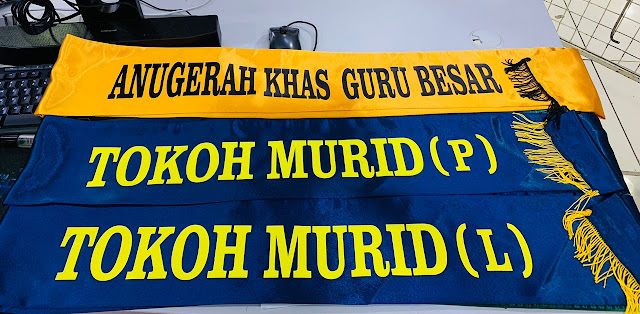 ANUGERAH KHAS GURU BESAR
TOKOH MURID (P)
TOKOH MURID (L)